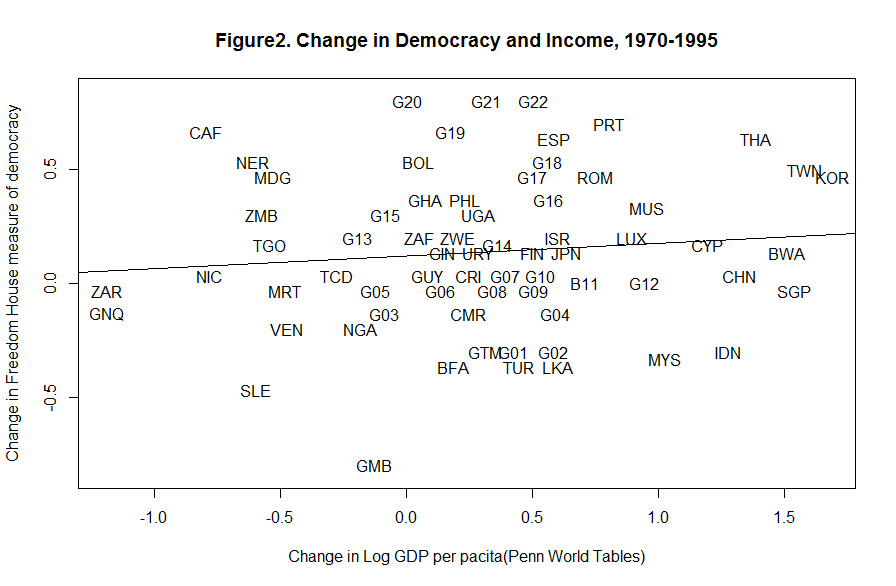 Figure2. Change in Democracy and Income, 1970-1995
Change in Freedom House measure of democracy
G20 G21 G22
CAF G19 ESP PRT THA
NER BOL G18 TWN
MDG G17 ROM KOR
GHA PHL G16
ZMB G15 UGA MUS
G13 ZAF ZWE ISR LUX
TGO G14 CYP
GIN URY FIN JPN BWA
NIC TCD GUY CRI G07 G10 B11 G12 CHN
ZAR MRT G05 G06 G08 G09 SGP
GNQ G03 CMR G04
VEN NGA
GTM G01 G02 IDN
BFA TUR LKA MYS
SLE
GMB
0.5
0.0
-0.5
-1.0 -0.5 0.0 0.5 1.0 1.5
Change in Log GDP per pacita(Penn World Tables)